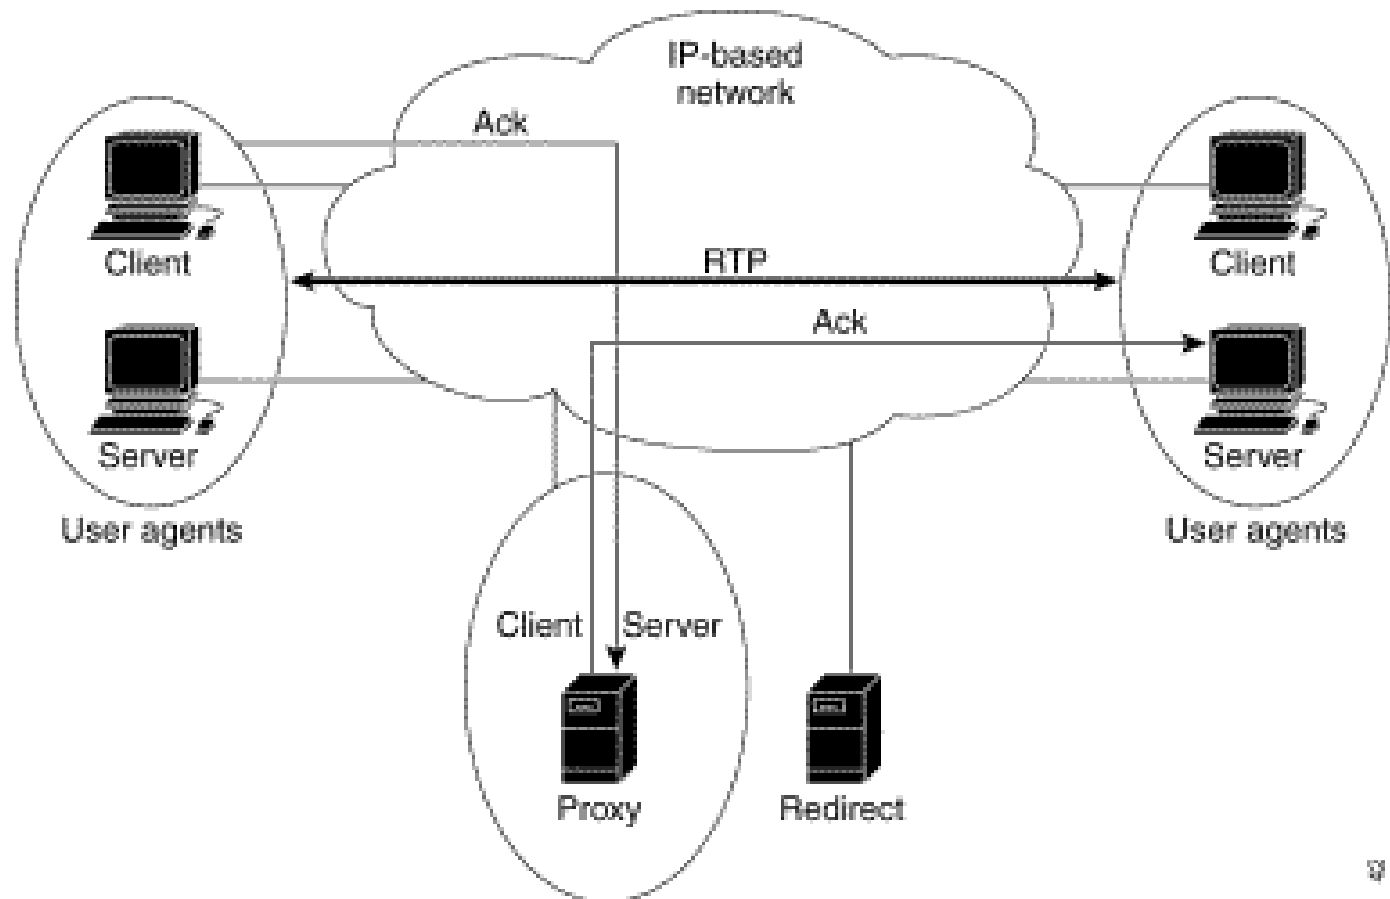 IP-based
network
Ack
Client
Client
RTP
Ack
Server
Server
User agents
User agents
Client
Server
Proxy
Redirect